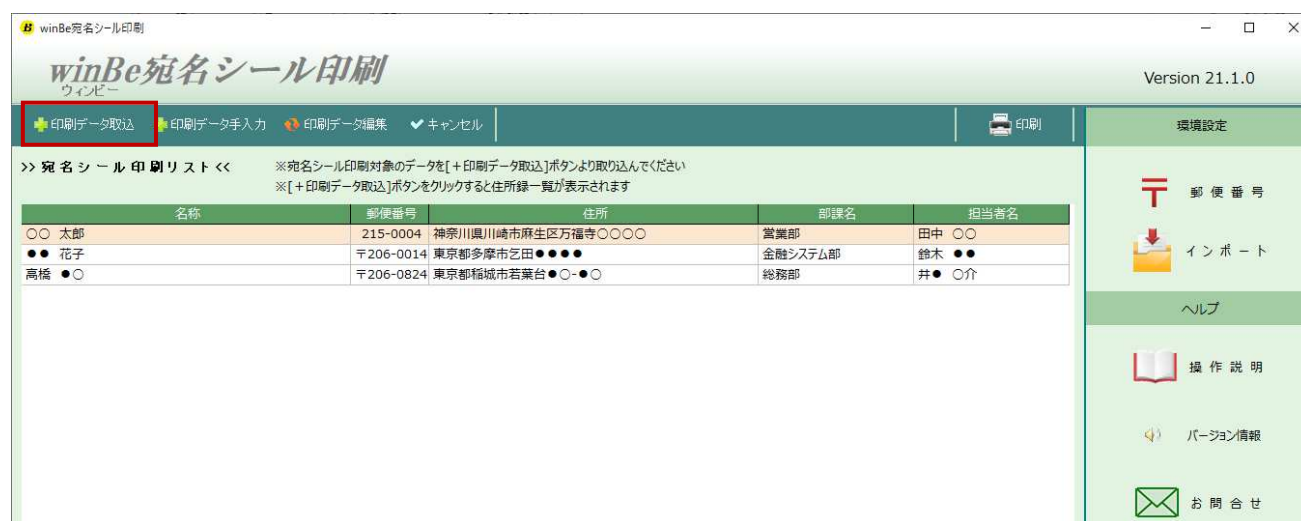 winBe宛名シール印刷
winBe宛名シール印刷
ウィンビー
Version 21.1.0
印刷データ取込 印刷データ手入力 印刷データ編集 キャンセル 印刷 環境設定
>> 宛名シール印刷リスト << ※宛名シール印刷対象のデータを[+印刷データ取込]ボタンより取り込んでください
※[+印刷データ取込]ボタンをクリックすると住所録一覧が表示されます
名称 郵便番号 住所 部課名 担当者名
○○ 太郎 215-0004 神奈川県川崎市麻生区万福寺○○○○ 営業部 田中 ○○
●● 花子 〒206-0014 東京都多摩市乞田●●●● 金融システム部 鈴木 ●●
高橋 ●○ 〒206-0824 東京都稲城市若葉台●○-●○ 総務部 井● ○介
郵便番号
インポート
ヘルプ
操作説明
バージョン情報
お問合せ